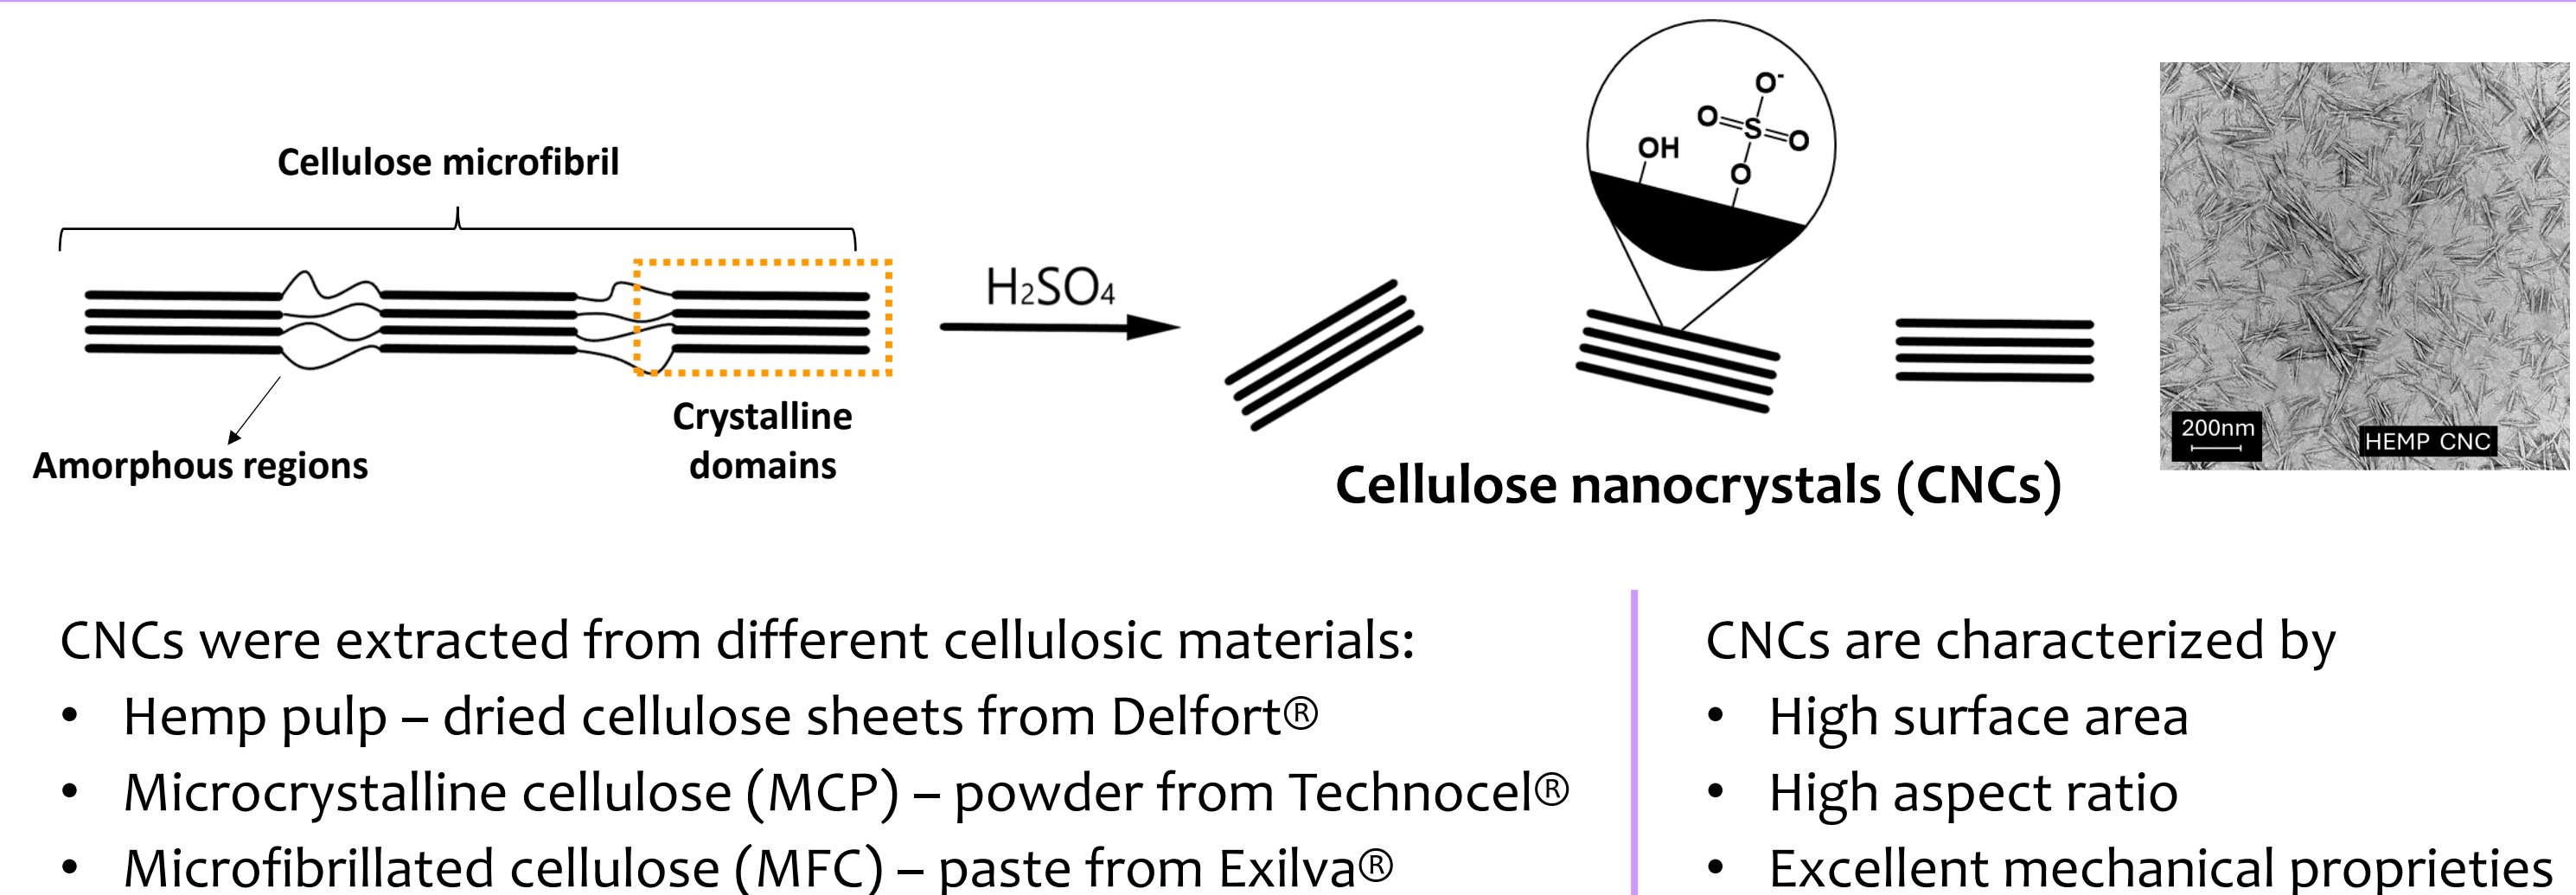 Cellulose microfibril
Amorphous regions
Crystalline
domains
H₂SO₄
OH
O⁻
O
S
O
O
Cellulose nanocrystals (CNCs)
200nm
HEMP CNC
CNCs were extracted from different cellulosic materials:
• Hemp pulp – dried cellulose sheets from Delfort®
• Microcrystalline cellulose (MCP) – powder from Technocel®
• Microfibrillated cellulose (MFC) – paste from Exilva®
CNCs are characterized by
• High surface area
• High aspect ratio
• Excellent mechanical proprieties